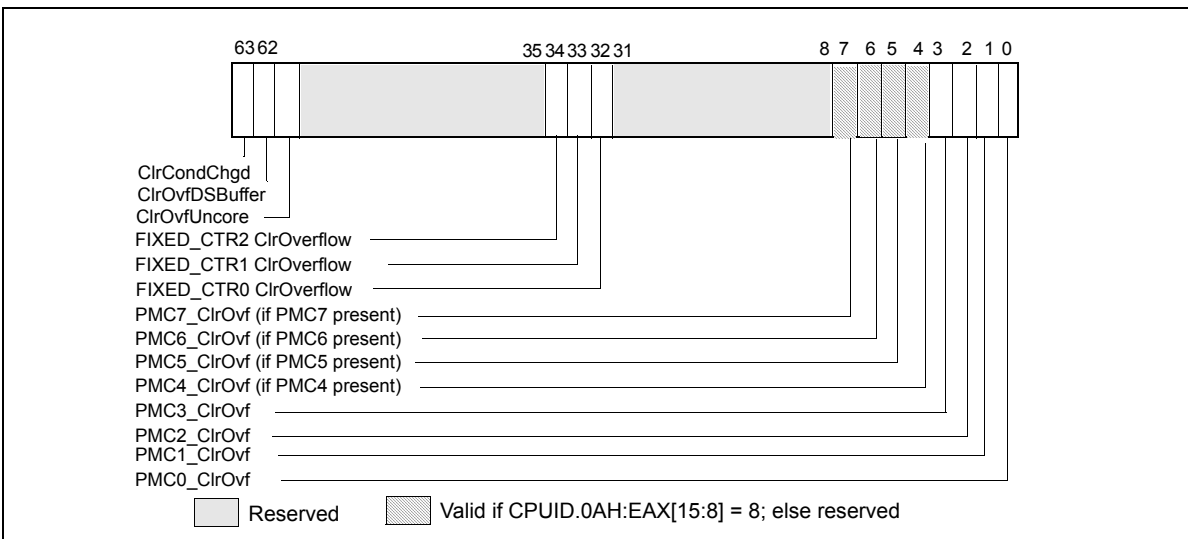 63 62 35 34 33 32 31 8 7 6 5 4 3 2 1 0
ClrCondChgd
ClrOvfDSBuffer
ClrOvfUncore
FIXED_CTR2 ClrOverflow
FIXED_CTR1 ClrOverflow
FIXED_CTR0 ClrOverflow
PMC7_ClrOvf (if PMC7 present)
PMC6_ClrOvf (if PMC6 present)
PMC5_ClrOvf (if PMC5 present)
PMC4_ClrOvf (if PMC4 present)
PMC3_ClrOvf
PMC2_ClrOvf
PMC1_ClrOvf
PMC0_ClrOvf
Reserved Valid if CPUID.0AH:EAX[15:8] = 8; else reserved